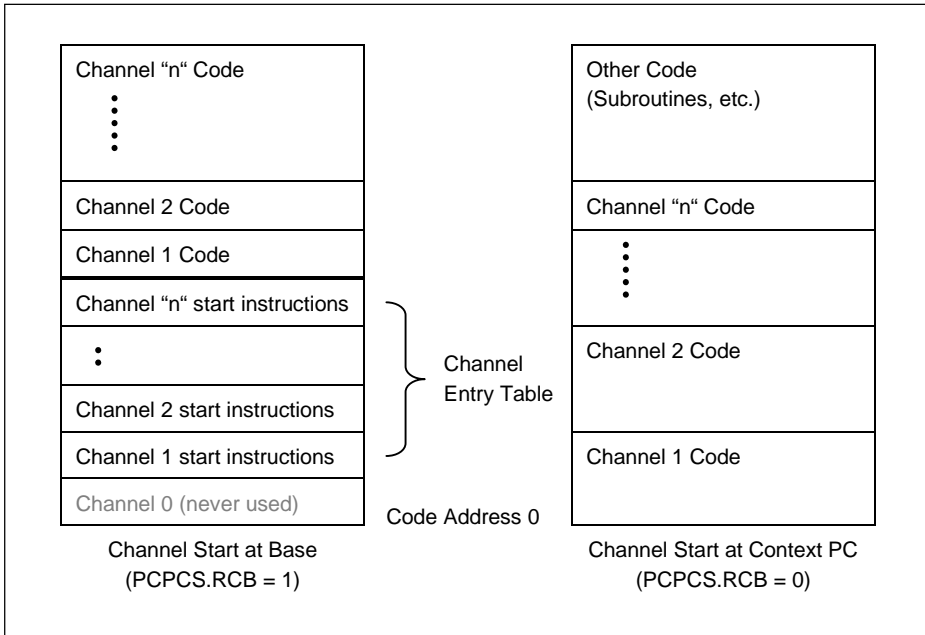 Channel “n“ Code
Channel 2 Code
Channel 1 Code
Channel “n“ start instructions
Channel 2 start instructions
Channel 1 start instructions
Channel 0 (never used)
Channel Start at Base
(PCPCS.RCB = 1)
Channel
Entry Table
Code Address 0
Other Code
(Subroutines, etc.)
Channel “n“ Code
Channel 2 Code
Channel 1 Code
Channel Start at Context PC
(PCPCS.RCB = 0)